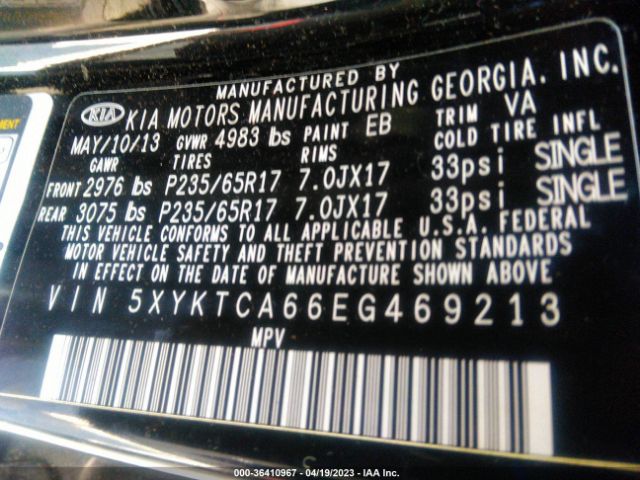 MANUFACTURED BY
KIA KIA MOTORS MANUFACTURING GEORGIA, INC.
MAY/10/13 GVWR 4983 lbs PAINT EB TRIM VA
GAWR TIRES RIMS COLD TIRE INFL
FRONT 2976 lbs P235/65R17 7.0JX17 33psi SINGLE
REAR 3075 lbs P235/65R17 7.0JX17 33psi SINGLE
THIS VEHICLE CONFORMS TO ALL APPLICABLE U.S.A. FEDERAL
MOTOR VEHICLE SAFETY AND THEFT PREVENTION STANDARDS
IN EFFECT ON THE DATE OF MANUFACTURE SHOWN ABOVE
VIN 5XYKTCA66EG469213
MPV
000-36410967 - 04/19/2023 - IAA Inc.